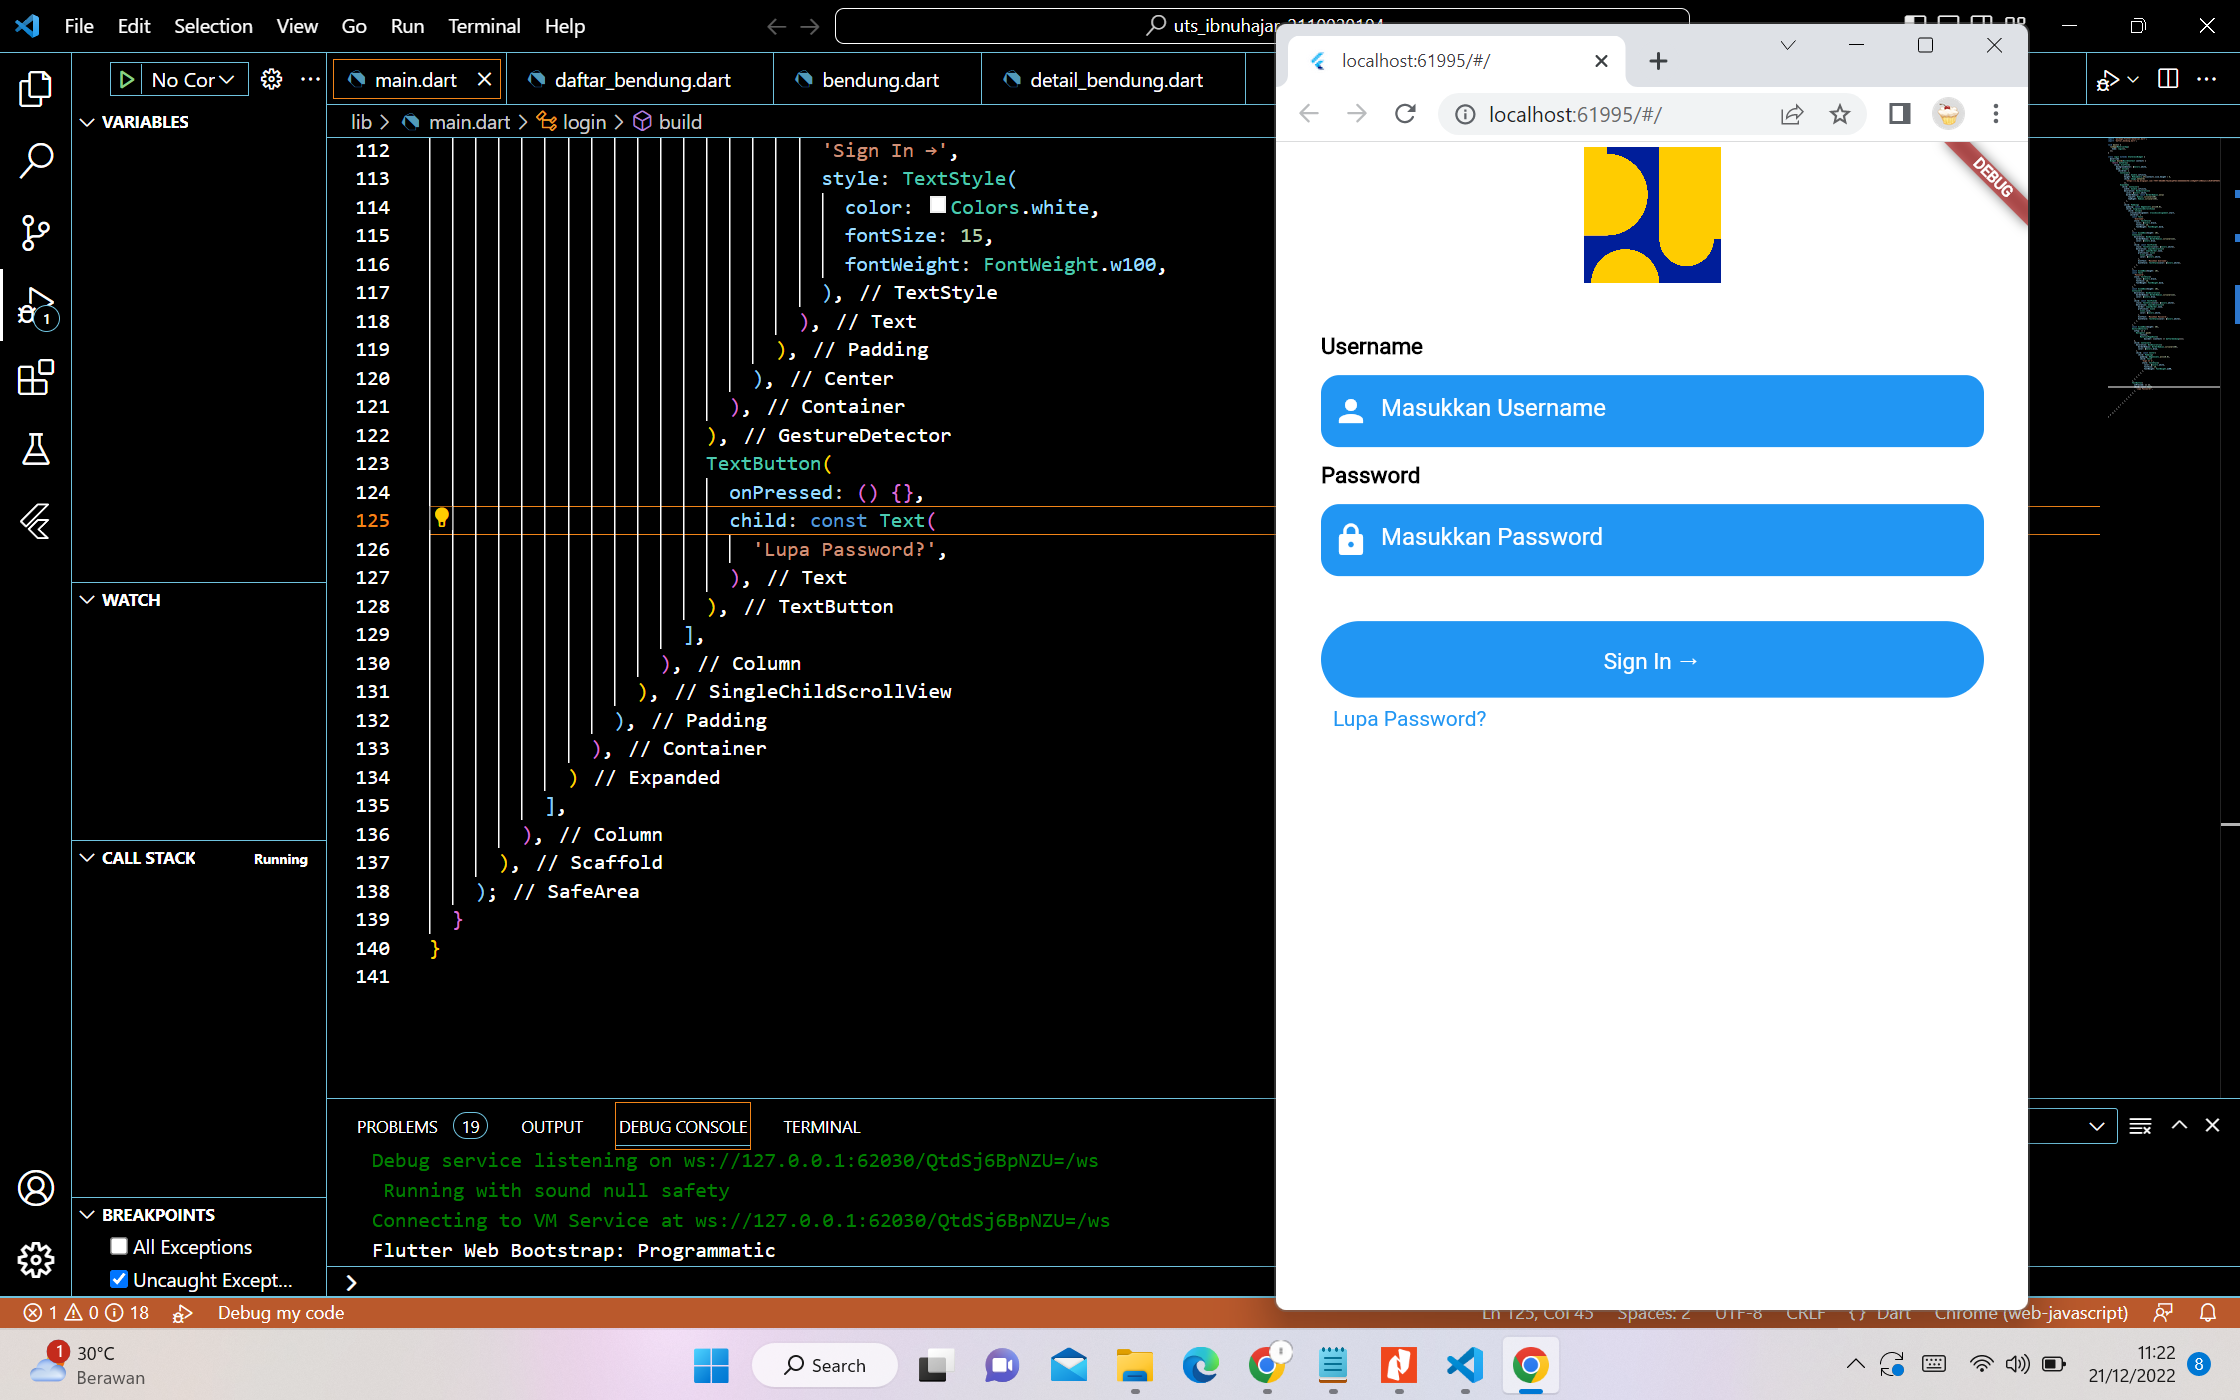 File Edit Selection View Go Run Terminal Help
uts_ibnuhajar
No Cor
main.dart
daftar_bendung.dart
bendung.dart
detail_bendung.dart
VARIABLES
lib > main.dart > login > build
112 'Sign In →',
113 style: TextStyle(
114 color: Colors.white,
115 fontSize: 15,
116 fontWeight: FontWeight.w100,
117 ), // TextStyle
118 ), // Text
119 ), // Padding
120 ), // Center
121 ), // Container
122 ), // GestureDetector
123 TextButton(
124 onPressed: () {},
125 child: const Text(
126 'Lupa Password?',
127 ), // Text
128 ), // TextButton
129 ],
130 ), // Column
131 ), // SingleChildScrollView
132 ), // Padding
133 ), // Container
134 ) // Expanded
135 ],
136 ), // Column
137 ), // Scaffold
138 ); // SafeArea
139 }
140 }
141
1
WATCH
CALL STACK Running
BREAKPOINTS
All Exceptions
Uncaught Except...
PROBLEMS 19 OUTPUT DEBUG CONSOLE TERMINAL
Debug service listening on ws://127.0.0.1:62030/QtdSj6BpNZU=/ws
Running with sound null safety
Connecting to VM Service at ws://127.0.0.1:62030/QtdSj6BpNZU=/ws
Flutter Web Bootstrap: Programmatic
>
1 0 18 Debug my code
Ln 125, Col 45 Spaces: 2 UTF-8 CRLF {} Dart Chrome (web-javascript)
localhost:61995/#/
localhost:61995/#/
DEBUG
Username
Masukkan Username
Password
Masukkan Password
Sign In →
Lupa Password?
1
30°C
Berawan
Search
11:22
21/12/2022
8